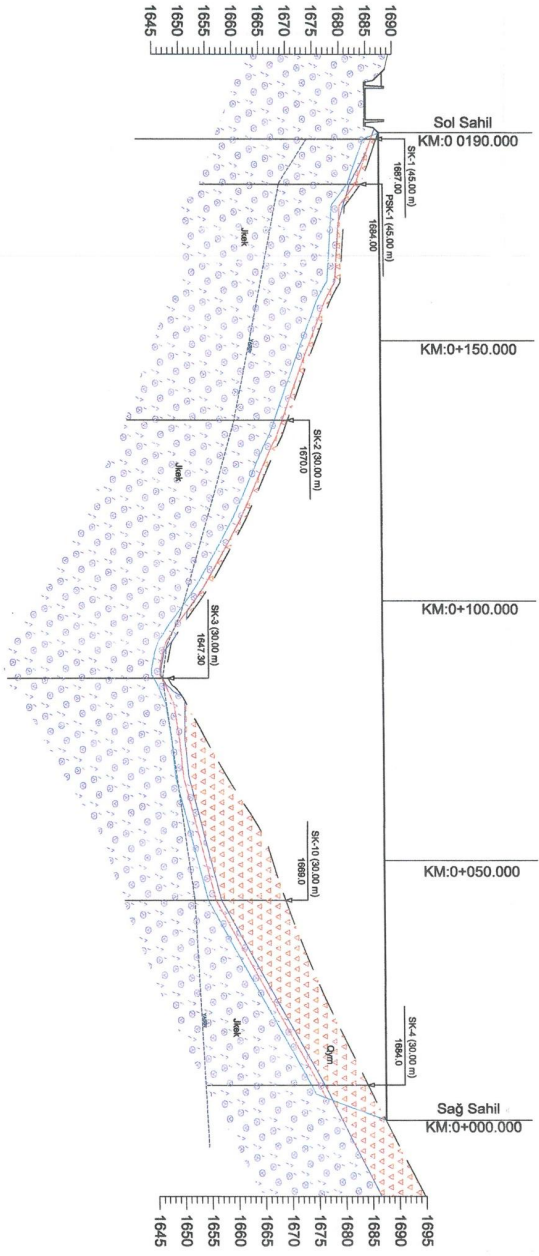 1690
1685
1680
1675
1670
1665
1660
1655
1650
1645
Sol Sahil
KM:0 0190.000
SK-1 (45.00 m)
1687.00
PSK-1 (45.00 m)
1684.00
Jkek
KM:0+150.000
SK-2 (30.00 m)
1670.0
Jkek
KM:0+100.000
SK-3 (30.00 m)
1647.30
KM:0+050.000
SK-10 (30.00 m)
1669.0
Jkek
Qym
SK-4 (30.00 m)
1684.0
Sağ Sahil
KM:0+000.000
1695
1690
1685
1680
1675
1670
1665
1660
1655
1650
1645